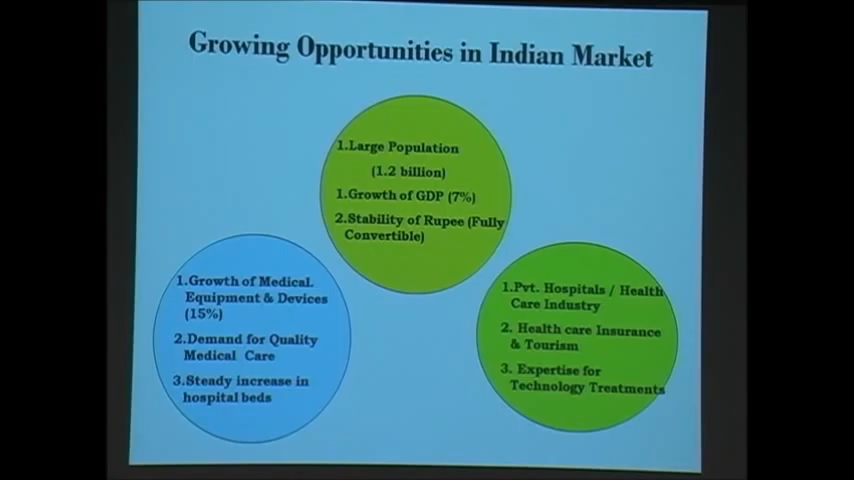 Growing Opportunities in Indian Market
1.Large Population
(1.2 billion)
1.Growth of GDP (7%)
2.Stability of Rupee (Fully
Convertible)
1.Growth of Medical.
Equipment & Devices
(15%)
2.Demand for Quality
Medical Care
3.Steady increase in
hospital beds
1.Pvt. Hospitals / Health
Care Industry
2. Health care Insurance
& Tourism
3. Expertise for
Technology Treatments